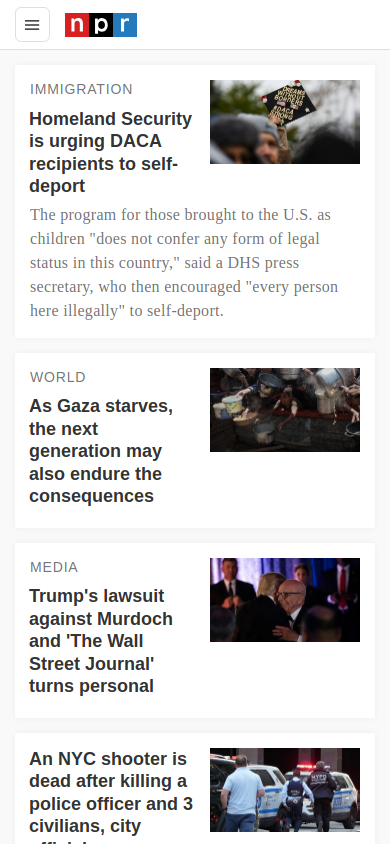 npr
IMMIGRATION
Homeland Security
is urging DACA
recipients to self-
deport
The program for those brought to the U.S. as
children "does not confer any form of legal
status in this country," said a DHS press
secretary, who then encouraged "every person
here illegally" to self-deport.
WORLD
As Gaza starves,
the next
generation may
also endure the
consequences
MEDIA
Trump's lawsuit
against Murdoch
and 'The Wall
Street Journal'
turns personal
An NYC shooter is
dead after killing a
police officer and 3
civilians, city